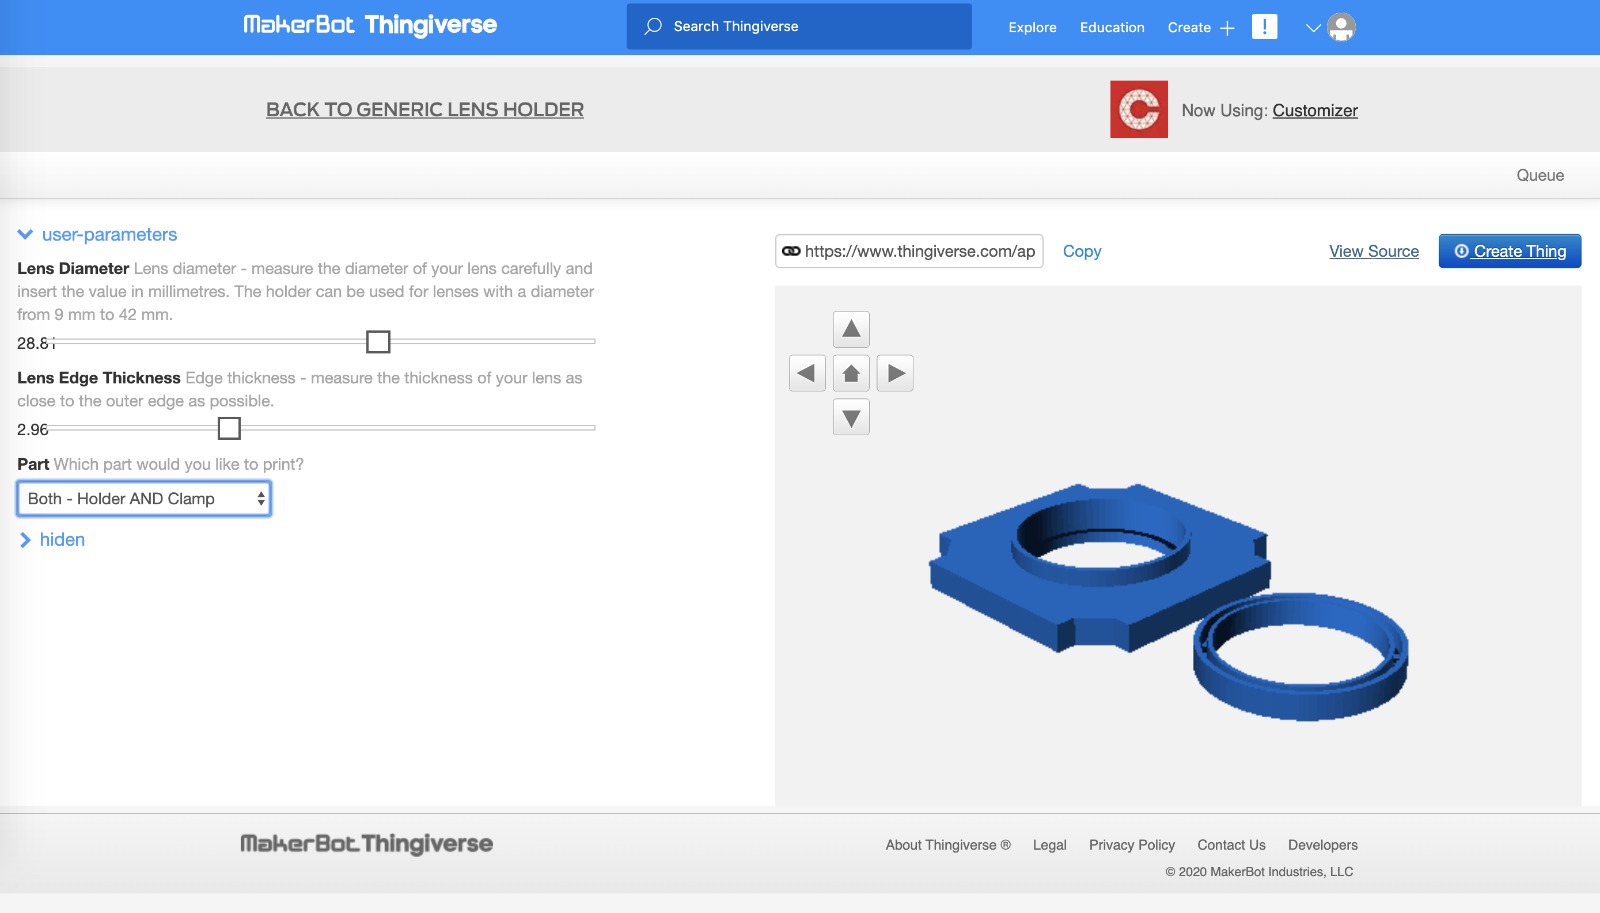 MakerBot Thingiverse
Search Thingiverse
Explore Education Create
BACK TO GENERIC LENS HOLDER
Now Using: Customizer
Queue
user-parameters
Lens Diameter Lens diameter - measure the diameter of your lens carefully and
insert the value in millimetres. The holder can be used for lenses with a diameter
from 9 mm to 42 mm.
28.81
Lens Edge Thickness Edge thickness - measure the thickness of your lens as
close to the outer edge as possible.
2.96
Part Which part would you like to print?
Both - Holder AND Clamp
hiden
https://www.thingiverse.com/ap
Copy
View Source
Create Thing
MakerBot Thingiverse
About Thingiverse ® Legal Privacy Policy Contact Us Developers
© 2020 MakerBot Industries, LLC